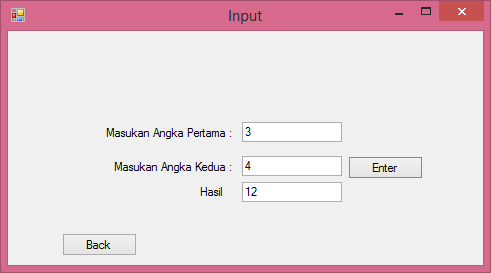 Input
Masukan Angka Pertama : 3
Masukan Angka Kedua : 4 Enter
Hasil 12
Back